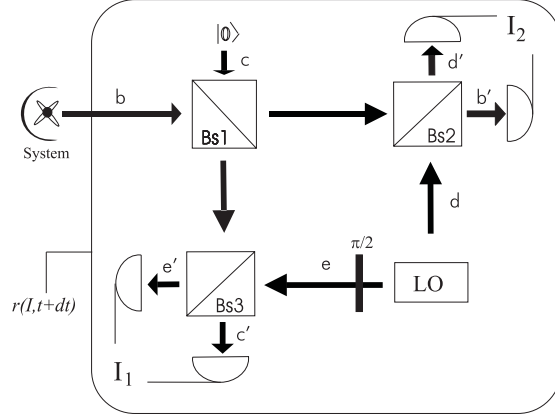 |0⟩
c
I₂
d′
b
b′
Bs1
Bs2
System
d
π/2
e′
e
LO
r(I,t+dt)
Bs3
c′
I₁